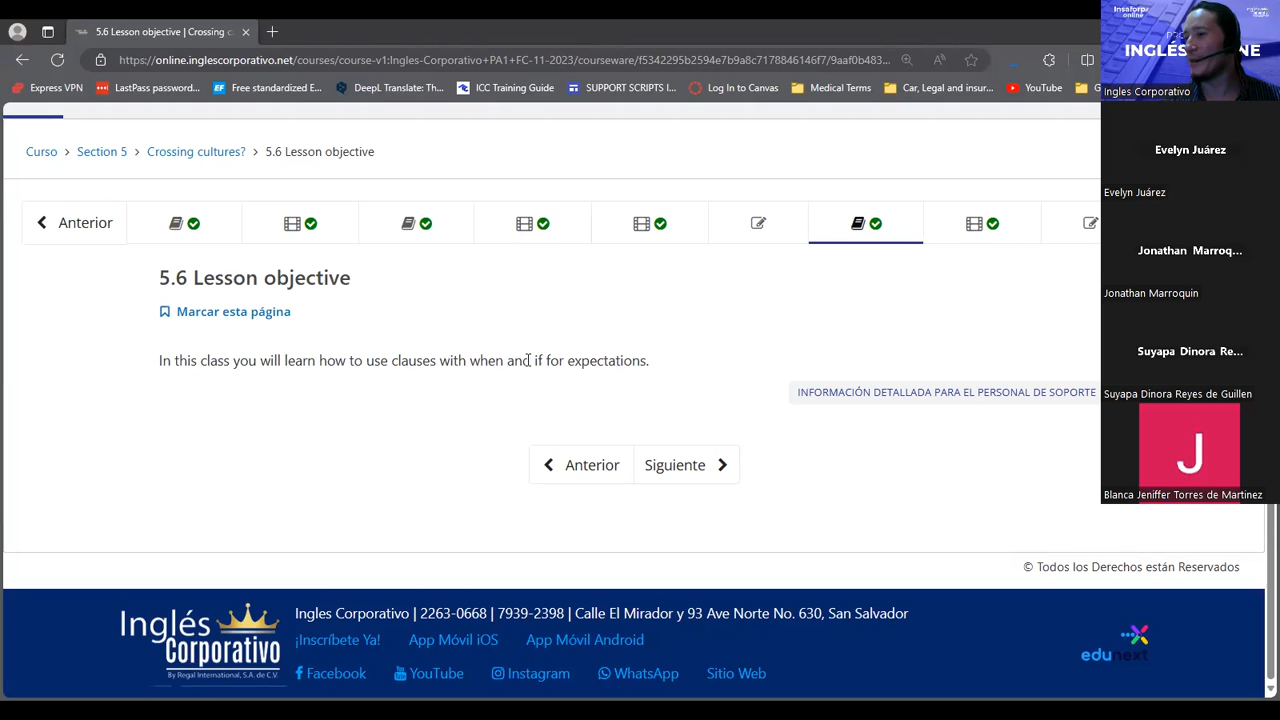 5.6 Lesson objective | Crossing c
https://online.inglescorporativo.net/courses/course-v1:Ingles-Corporativo+PA1+FC-11-2023/courseware/f5342295b2594e7b9a8c7178846146f7/9aaf0b483...
Express VPN
LastPass password...
Free standardized E...
DeepL Translate: Th...
ICC Training Guide
SUPPORT SCRIPTS I...
Log In to Canvas
Medical Terms
Car, Legal and insur...
YouTube
INGLÉS
Ingles Corporativo
Curso > Section 5 > Crossing cultures? > 5.6 Lesson objective
Anterior
5.6 Lesson objective
Marcar esta página
In this class you will learn how to use clauses with when and if for expectations.
INFORMACIÓN DETALLADA PARA EL PERSONAL DE SOPORTE
Anterior
Siguiente
Evelyn Juárez
Evelyn Juárez
Jonathan Marroq...
Jonathan Marroquin
Suyapa Dinora Re...
Suyapa Dinora Reyes de Guillen
J
Blanca Jeniffer Torres de Martinez
© Todos los Derechos están Reservados
Inglés
Corporativo
By Regal International, S.A. de C.V.
Ingles Corporativo | 2263-0668 | 7939-2398 | Calle El Mirador y 93 Ave Norte No. 630, San Salvador
¡Inscríbete Ya!
App Móvil iOS
App Móvil Android
Facebook
YouTube
Instagram
WhatsApp
Sitio Web
edunext